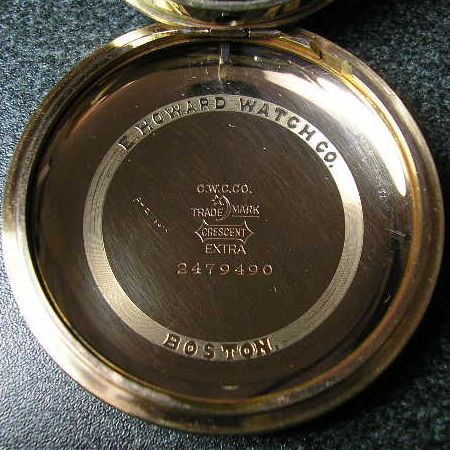 E. HOWARD WATCH CO.
C.W.C.CO.
TRADE MARK
CRESCENT
EXTRA
2479490
BOSTON.